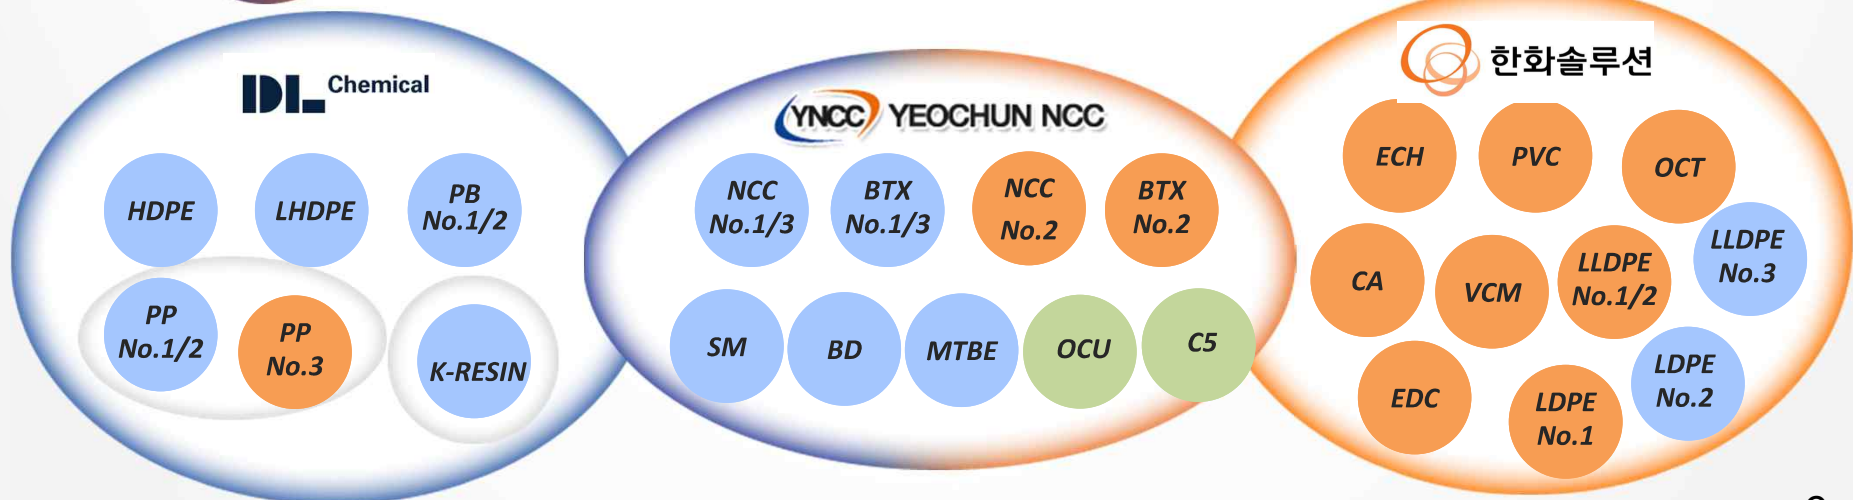 DL Chemical
HDPE
LHDPE
PB
No.1/2
PP
No.1/2
PP
No.3
K-RESIN
YNCC YEOCHUN NCC
NCC
No.1/3
BTX
No.1/3
NCC
No.2
BTX
No.2
SM
BD
MTBE
OCU
C5
한화솔루션
ECH
PVC
OCT
CA
VCM
LLDPE
No.1/2
LLDPE
No.3
EDC
LDPE
No.1
LDPE
No.2